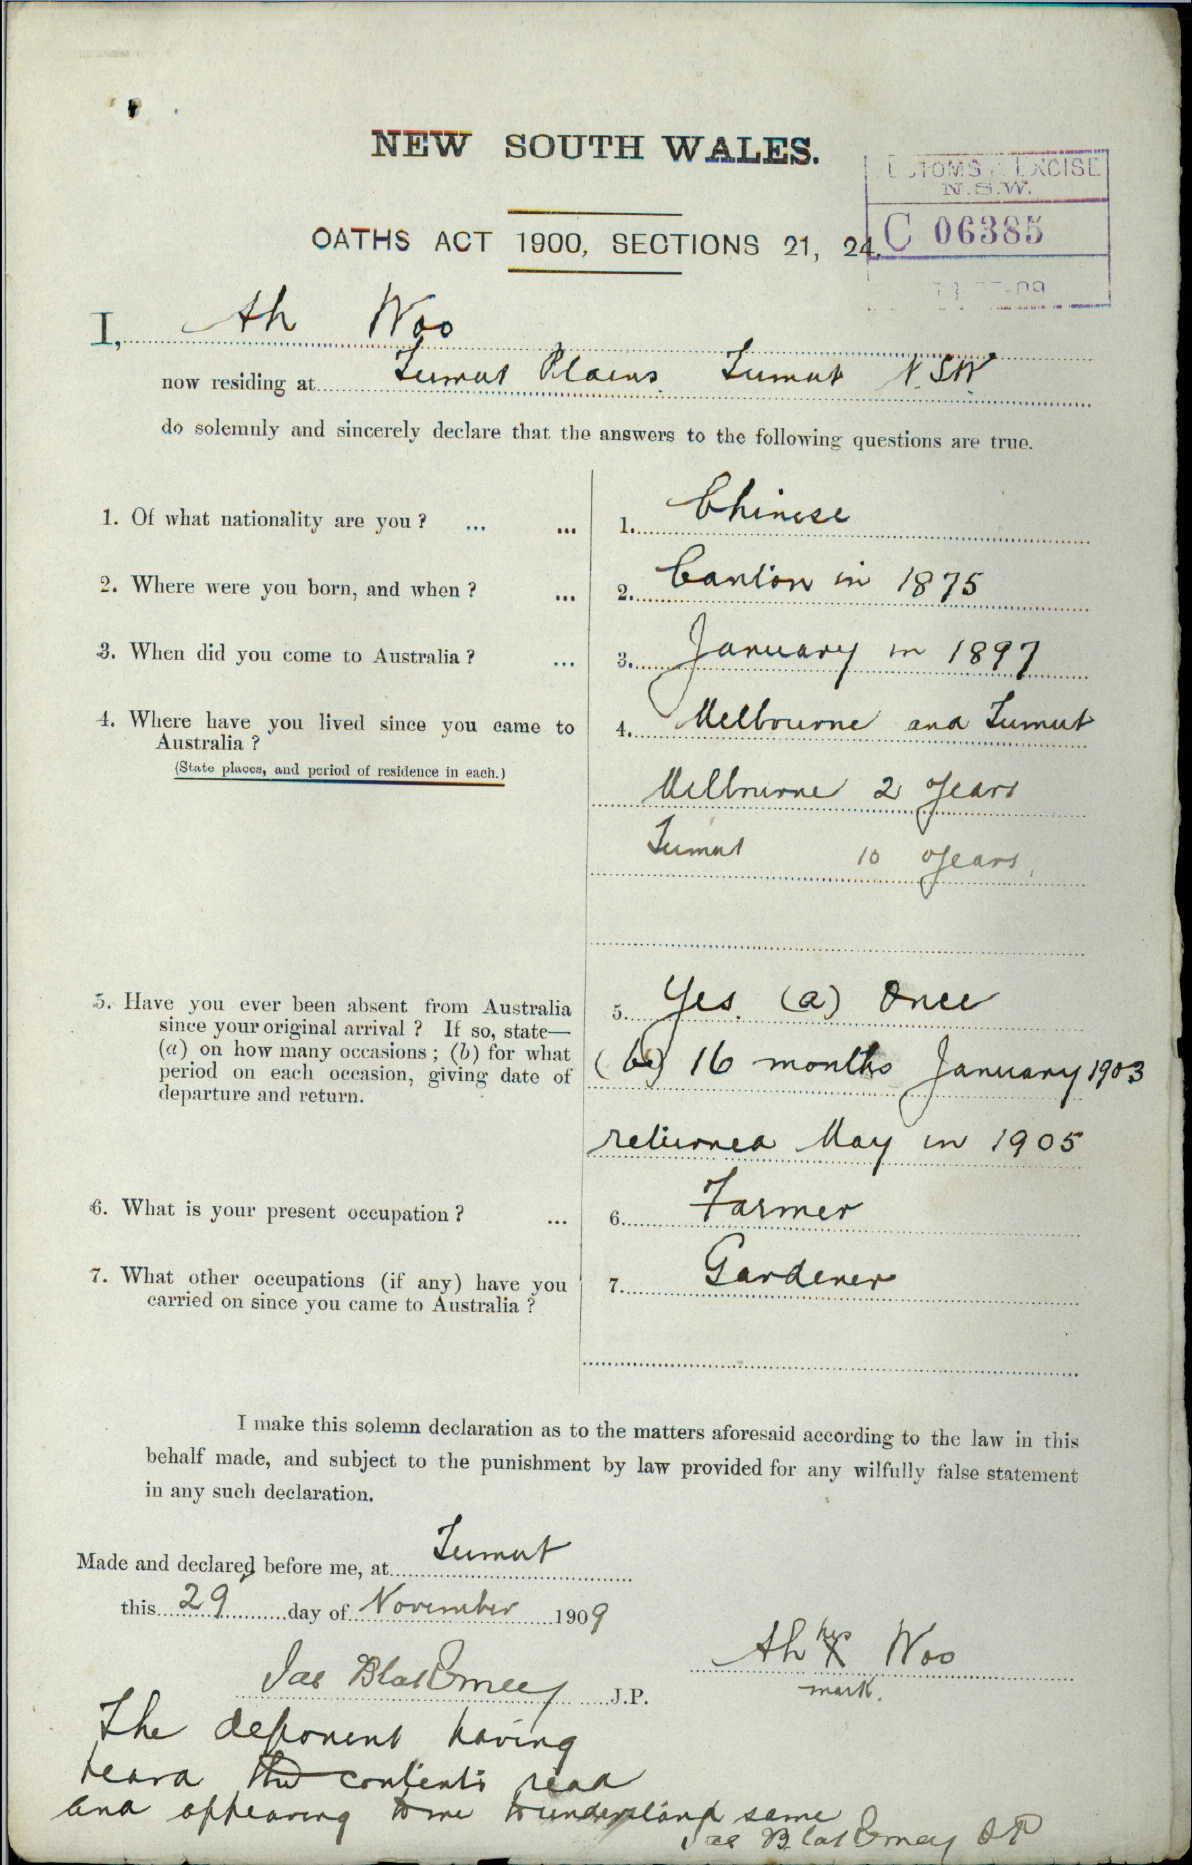 NEW SOUTH WALES.
CUSTOMS & EXCISE
N.S.W.
C 06385
OATHS ACT 1900, SECTIONS 21, 24.
I, Ah Woo
now residing at Tumut Plains. Tumut N.S.W.
do solemnly and sincerely declare that the answers to the following questions are true.
1. Of what nationality are you? ... ... 1. Chinese
2. Where were you born, and when? ... 2. Canton in 1875
3. When did you come to Australia? ... 3. January in 1897
4. Where have you lived since you came to 4. Melbourne and Tumut
Australia?
(State places, and period of residence in each.)
Melbourne 2 years
Tumut 10 years.
5. Have you ever been absent from Australia 5. Yes. (a) Once
since your original arrival? If so, state—
(a) on how many occasions; (b) for what (b) 16 months January 1903
period on each occasion, giving date of
departure and return.
returned May in 1905
6. What is your present occupation? ... 6. Farmer
7. What other occupations (if any) have you 7. Gardener
carried on since you came to Australia?
I make this solemn declaration as to the matters aforesaid according to the law in this
behalf made, and subject to the punishment by law provided for any wilfully false statement
in any such declaration.
Made and declared before me, at Tumut
this 29 day of November 1909
Ah his X Woo
mark.
Jas Blakeney J.P.
The deponent having
heard the contents read
and appearing to me to understand same
Jas Blakeney JP